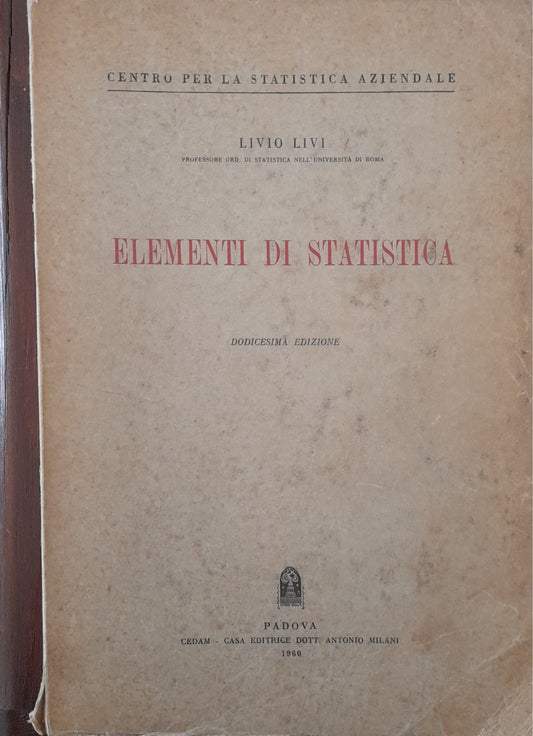 CENTRO PER LA STATISTICA AZIENDALE
LIVIO LIVI
PROFESSORE ORD. DI STATISTICA NELL'UNIVERSITÀ DI ROMA
ELEMENTI DI STATISTICA
DODICESIMA EDIZIONE
PADOVA
CEDAM - CASA EDITRICE DOTT. ANTONIO MILANI
1960